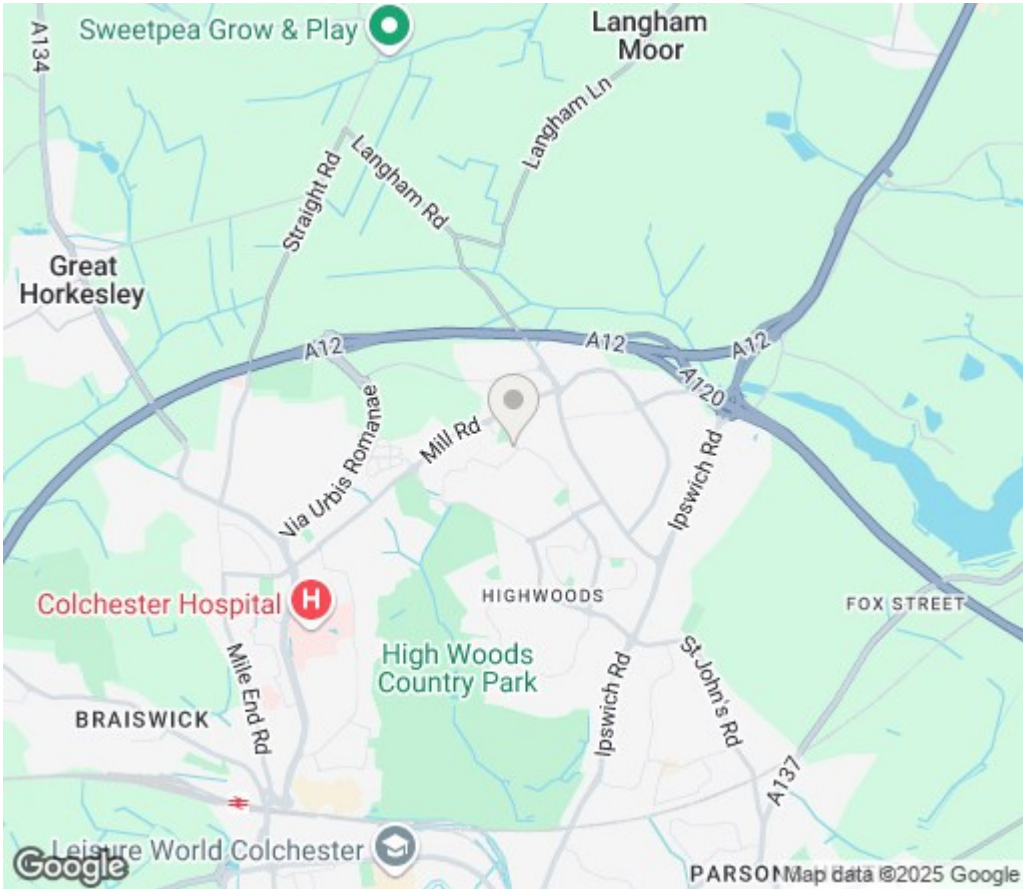 A134
Sweetpea Grow & Play
Langham
Moor
Langham Ln
Langham Rd
Straight Rd
Great
Horkesley
A12
A12
A12
A120
Via Urbis Romanae
Mill Rd
Ipswich Rd
Colchester Hospital
H
HIGHWOODS
FOX STREET
High Woods
Country Park
Mile End Rd
Ipswich Rd
St John's Rd
BRAISWICK
A137
Leisure World Colchester
Google
Map data ©2025 Google